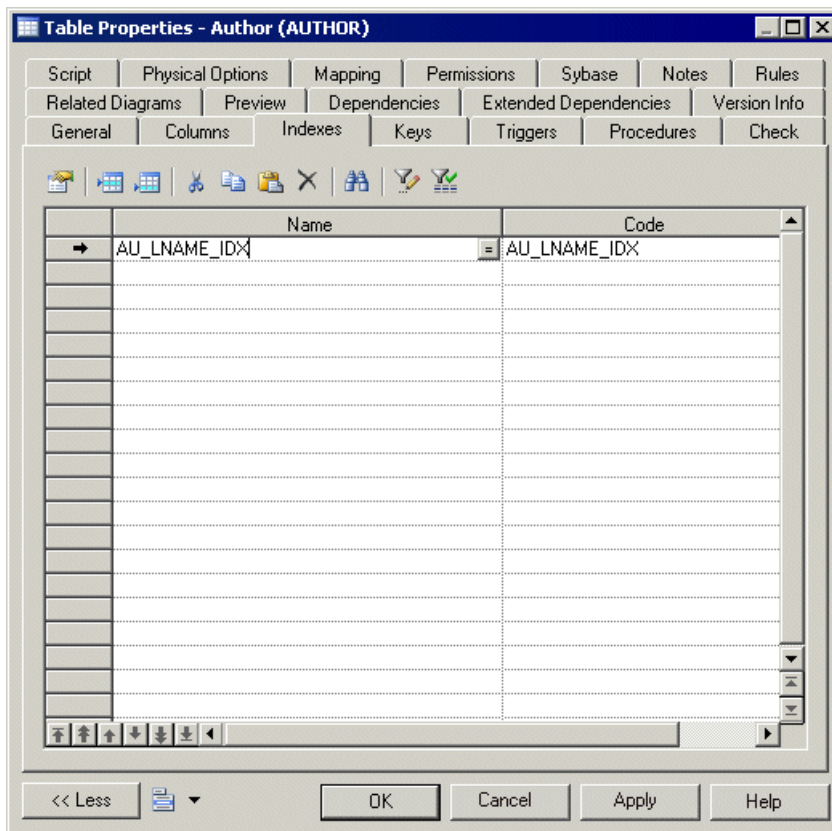 Table Properties - Author (AUTHOR)
Script Physical Options Mapping Permissions Sybase Notes Rules
Related Diagrams Preview Dependencies Extended Dependencies Version Info
General Columns Indexes Keys Triggers Procedures Check
Name Code
AU_LNAME_IDX = AU_LNAME_IDX
<< Less OK Cancel Apply Help